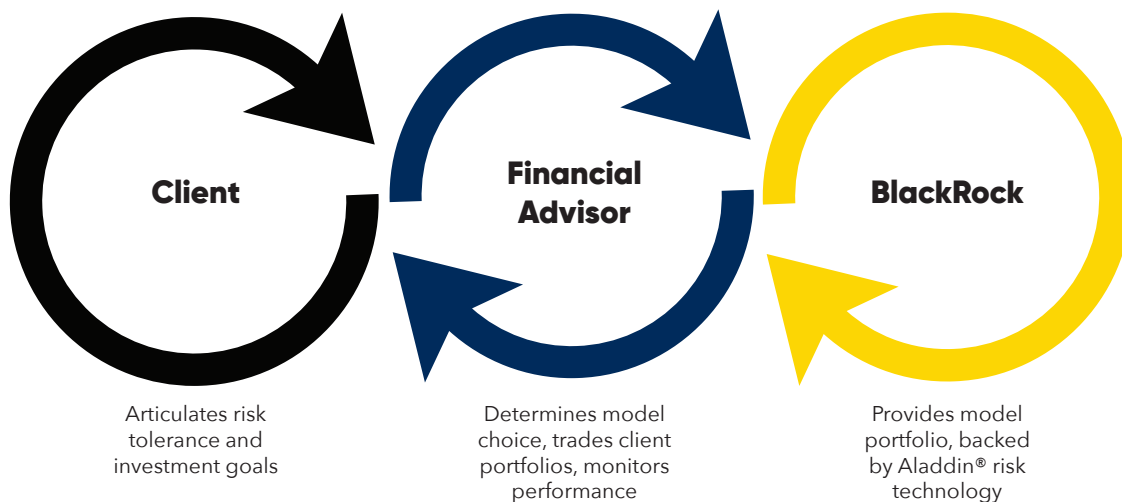 Client
Financial
Advisor
BlackRock
Articulates risk
tolerance and
investment goals
Determines model
choice, trades client
portfolios, monitors
performance
Provides model
portfolio, backed
by Aladdin® risk
technology